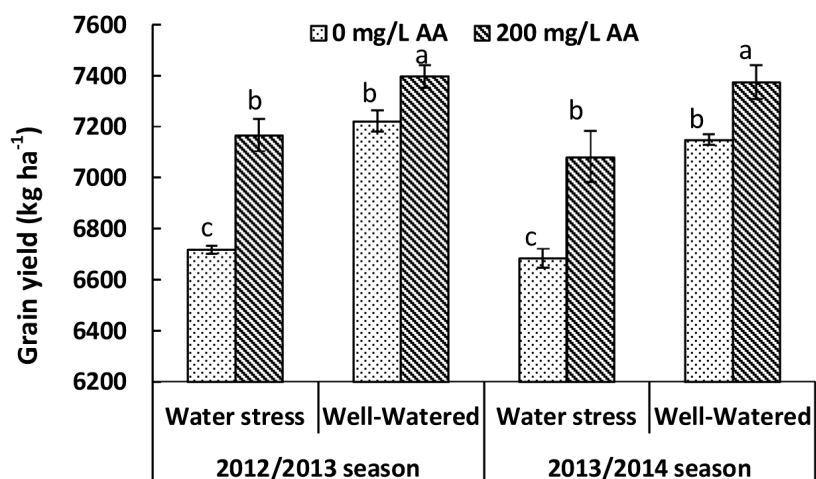 7600
0 mg/L AA 200 mg/L AA
7400
7200
7000
6800
6600
6400
6200
Grain yield (kg ha⁻¹)
c b b a c b b a
Water stress Well-Watered Water stress Well-Watered
2012/2013 season 2013/2014 season